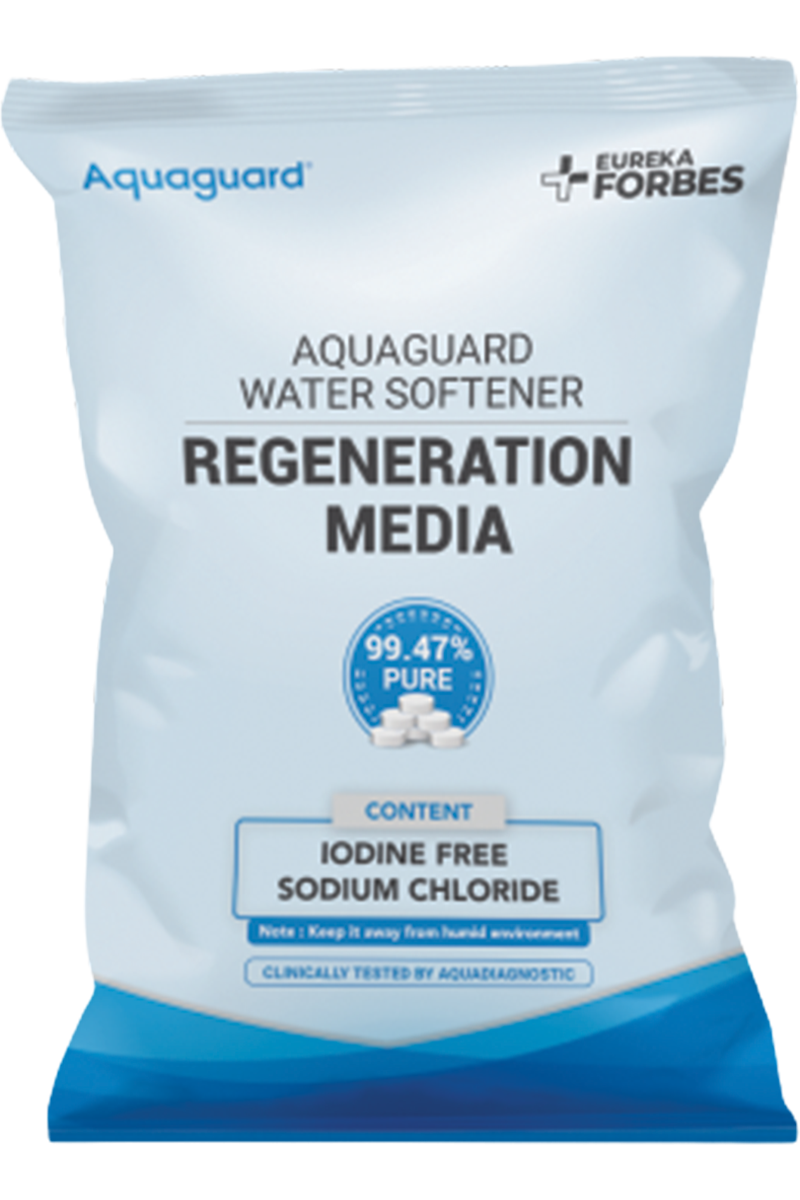 Aquaguard
EUREKA
FORBES
AQUAGUARD
WATER SOFTENER
REGENERATION
MEDIA
99.47%
PURE
CONTENT
IODINE FREE
SODIUM CHLORIDE
Note : Keep it away from humid environment
CLINICALLY TESTED BY AQUADIAGNOSTIC